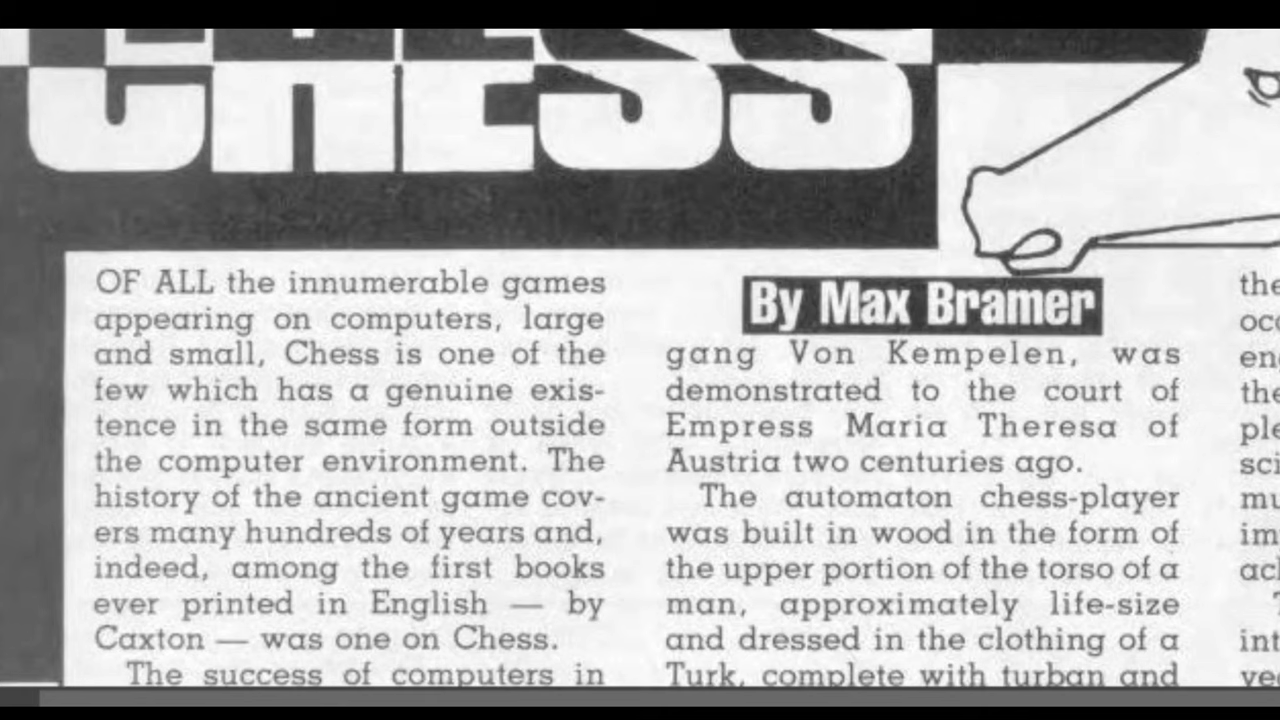 CHESS
OF ALL the innumerable games
appearing on computers, large
and small, Chess is one of the
few which has a genuine exis-
tence in the same form outside
the computer environment. The
history of the ancient game cov-
ers many hundreds of years and,
indeed, among the first books
ever printed in English — by
Caxton — was one on Chess.
The success of computers in
By Max Bramer
gang Von Kempelen, was
demonstrated to the court of
Empress Maria Theresa of
Austria two centuries ago.
The automaton chess-player
was built in wood in the form of
the upper portion of the torso of a
man, approximately life-size
and dressed in the clothing of a
Turk, complete with turban and
the